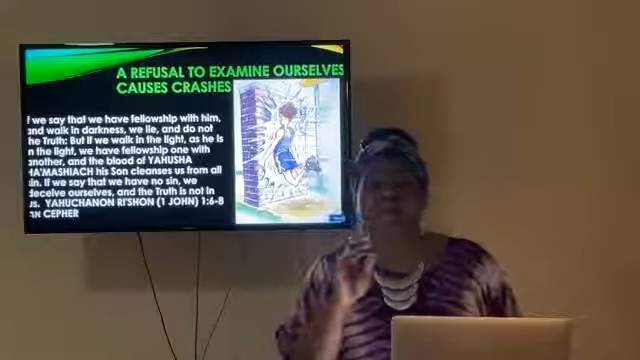 A REFUSAL TO EXAMINE OURSELVES
CAUSES CRASHES
f we say that we have fellowship with him,
and walk in darkness, we lie, and do not
he Truth: But if we walk in the light, as he is
n the light, we have fellowship one with
another, and the blood of YAHUSHA
HA'MASHIACH his Son cleanses us from all
sin. If we say that we have no sin, we
deceive ourselves, and the Truth is not in
us. YAHUCHANON RI'SHON (1 JOHN) 1:6-8
CEPHER